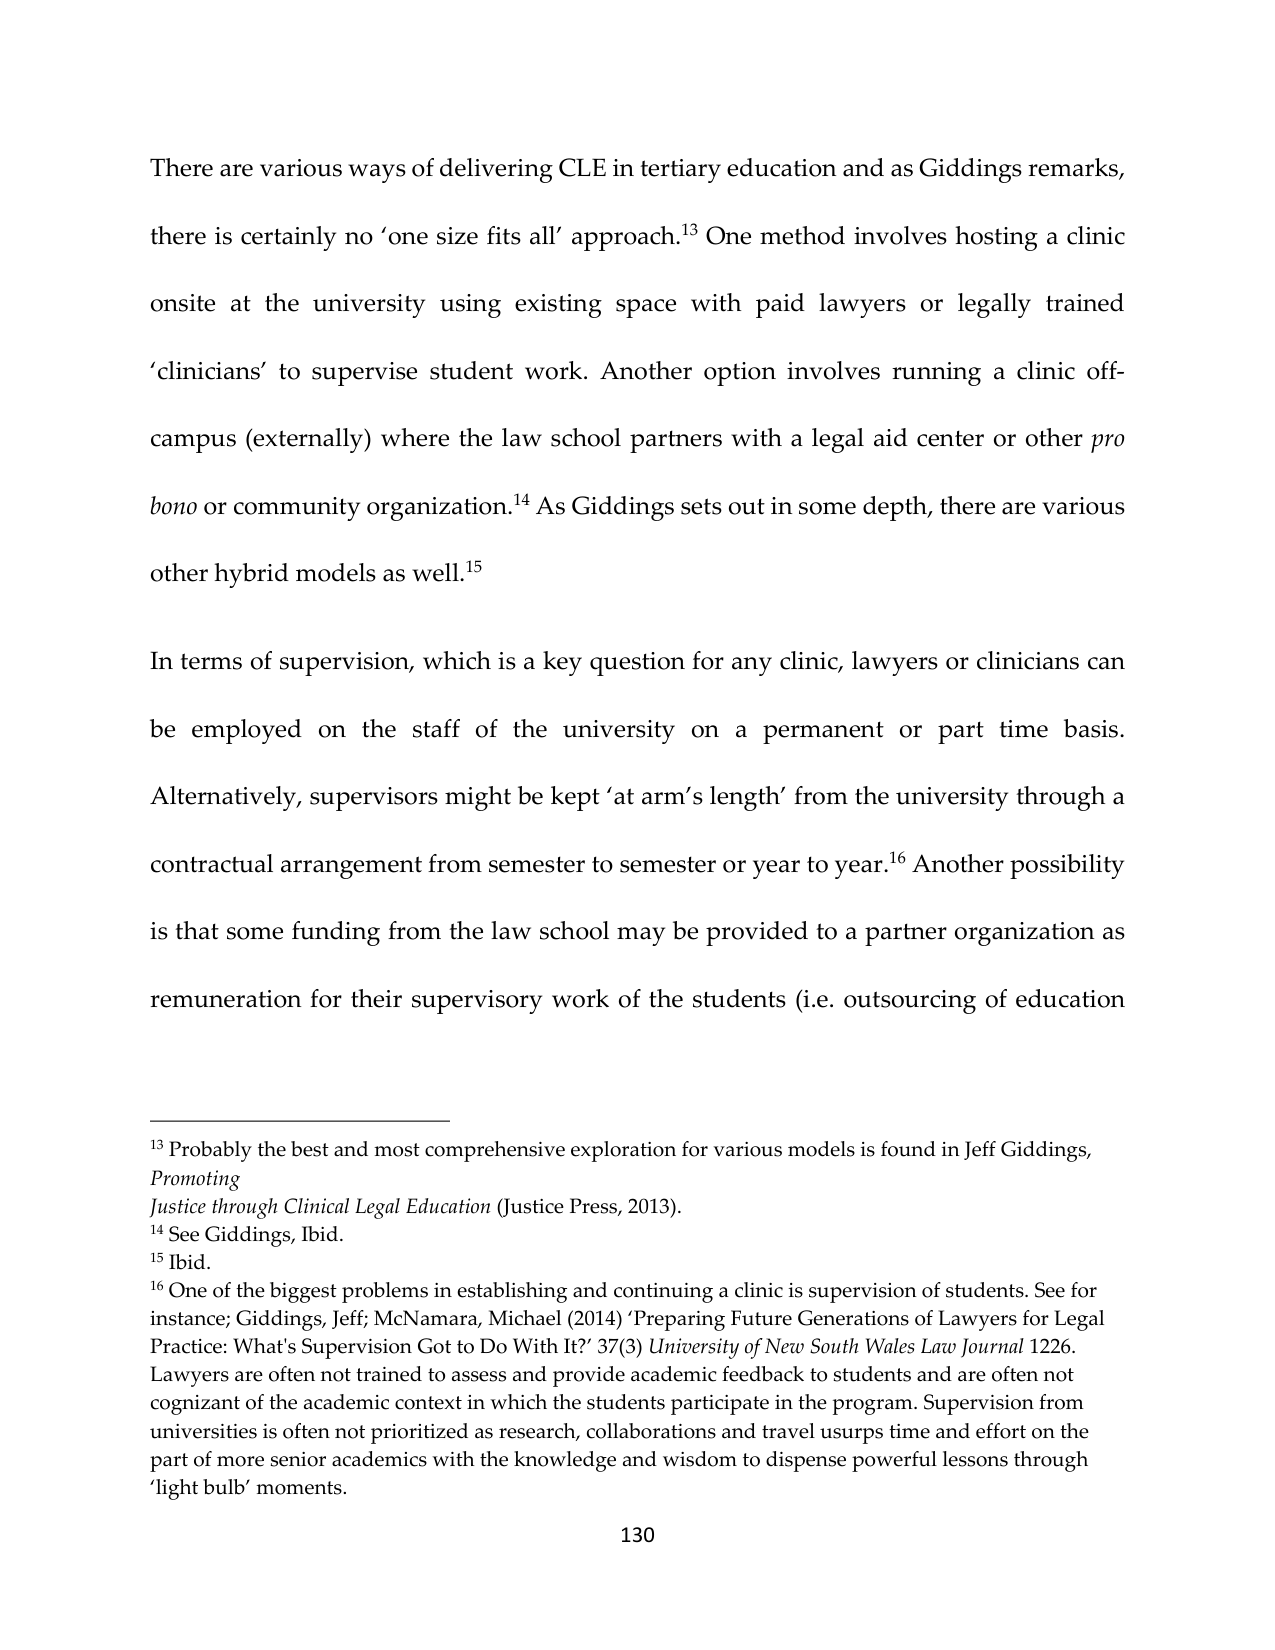 There are various ways of delivering CLE in tertiary education and as Giddings remarks,
there is certainly no ‘one size fits all’ approach.13 One method involves hosting a clinic
onsite at the university using existing space with paid lawyers or legally trained
‘clinicians’ to supervise student work. Another option involves running a clinic off-
campus (externally) where the law school partners with a legal aid center or other pro
bono or community organization.14 As Giddings sets out in some depth, there are various
other hybrid models as well.15
In terms of supervision, which is a key question for any clinic, lawyers or clinicians can
be employed on the staff of the university on a permanent or part time basis.
Alternatively, supervisors might be kept ‘at arm’s length’ from the university through a
contractual arrangement from semester to semester or year to year.16 Another possibility
is that some funding from the law school may be provided to a partner organization as
remuneration for their supervisory work of the students (i.e. outsourcing of education
13 Probably the best and most comprehensive exploration for various models is found in Jeff Giddings,
Promoting
Justice through Clinical Legal Education (Justice Press, 2013).
14 See Giddings, Ibid.
15 Ibid.
16 One of the biggest problems in establishing and continuing a clinic is supervision of students. See for
instance; Giddings, Jeff; McNamara, Michael (2014) ‘Preparing Future Generations of Lawyers for Legal
Practice: What's Supervision Got to Do With It?’ 37(3) University of New South Wales Law Journal 1226.
Lawyers are often not trained to assess and provide academic feedback to students and are often not
cognizant of the academic context in which the students participate in the program. Supervision from
universities is often not prioritized as research, collaborations and travel usurps time and effort on the
part of more senior academics with the knowledge and wisdom to dispense powerful lessons through
‘light bulb’ moments.
130